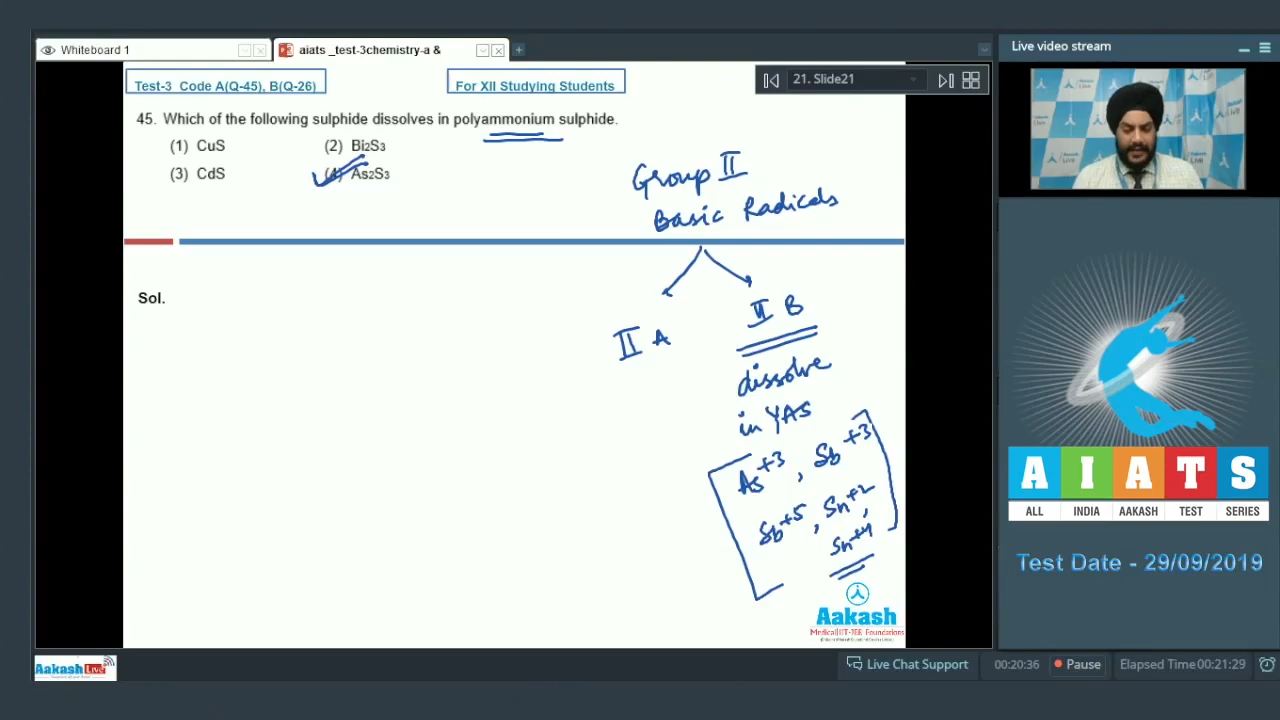 Whiteboard 1
aiats _test-3chemistry-a &
Live video stream
Test-3 Code A(Q-45), B(Q-26)
For XII Studying Students
21. Slide21
45. Which of the following sulphide dissolves in polyammonium sulphide.
(1) CuS (2) Bi2S3
(3) CdS (4) As2S3
Group II
Basic Radicals
II A
II B
dissolve
in YAS
As+3, Sb+3
Sb+5, Sn+2,
Sn+4
Sol.
Aakash
Medical|IIT-JEE|Foundations
A I A T S
ALL INDIA AAKASH TEST SERIES
Test Date - 29/09/2019
Aakash Live
Live Chat Support
00:20:36
Pause
Elapsed Time 00:21:29